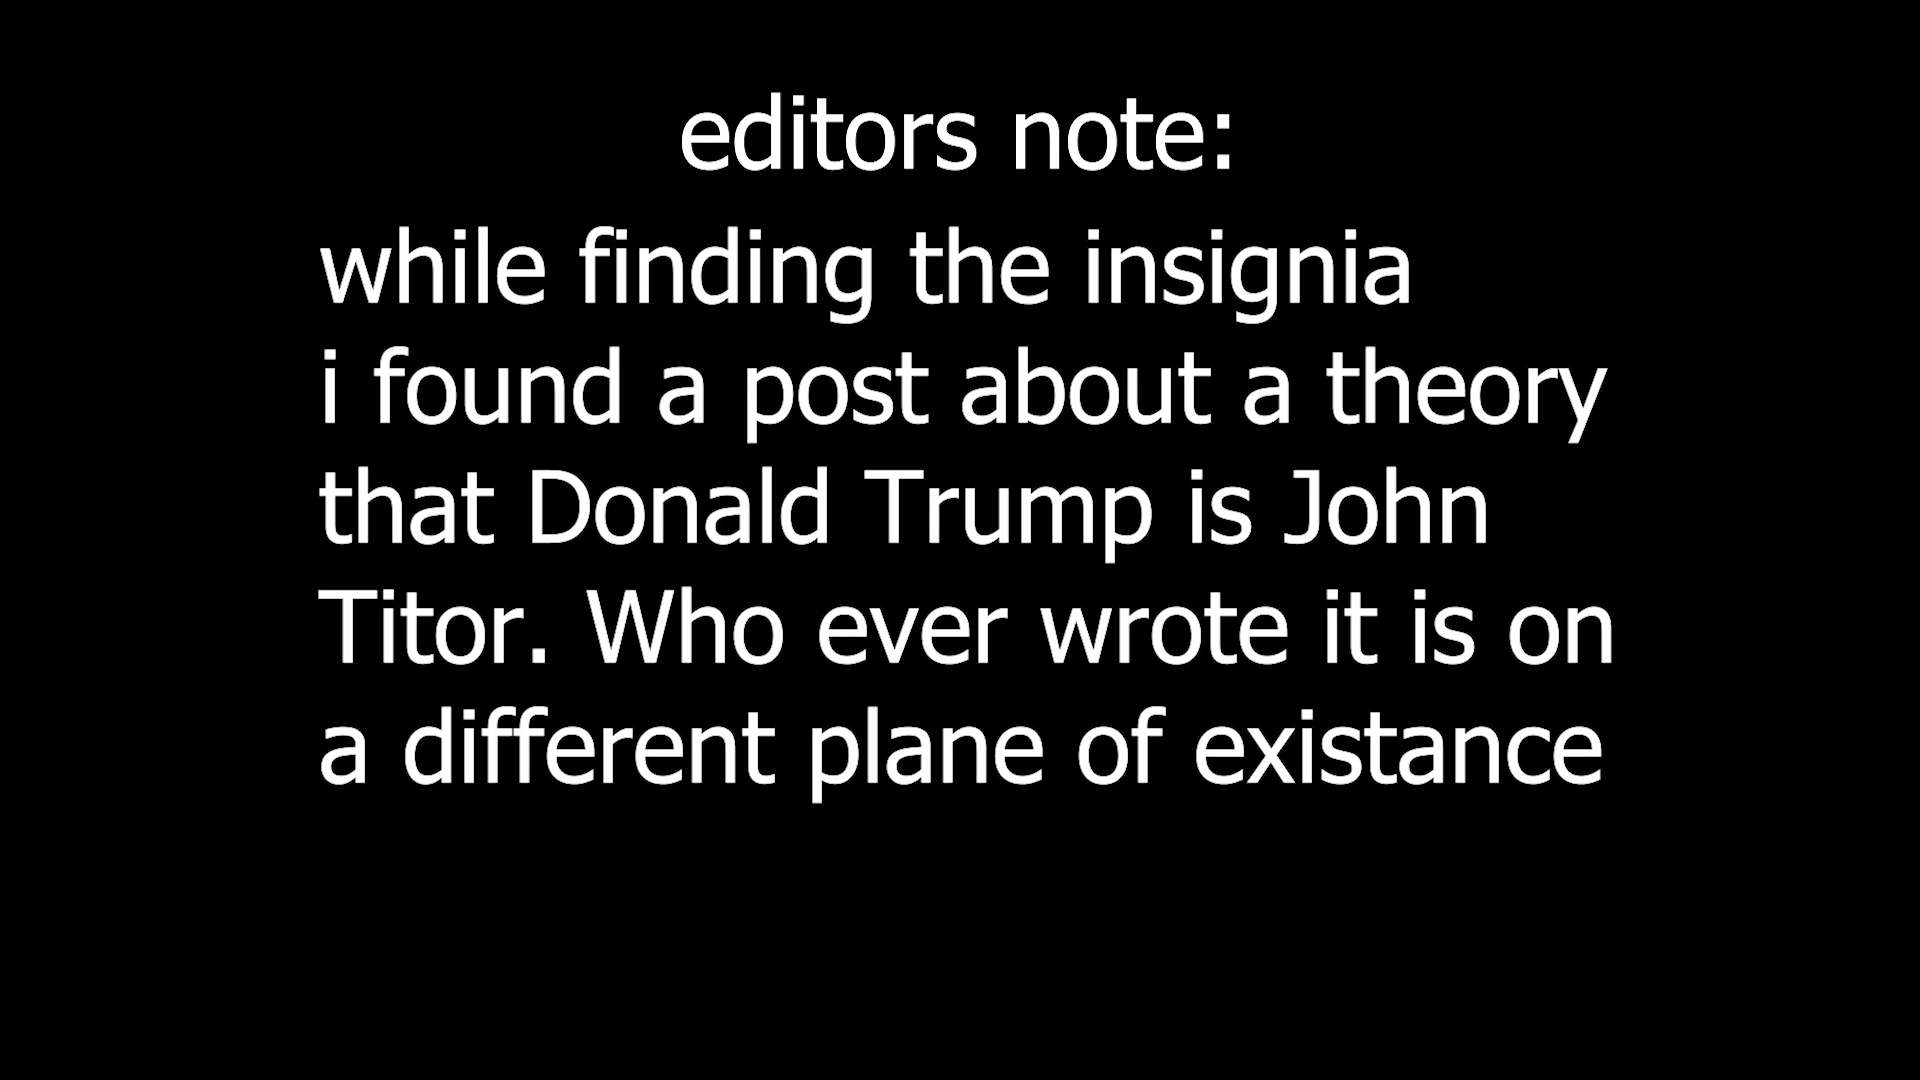 editors note:
while finding the insignia
i found a post about a theory
that Donald Trump is John
Titor. Who ever wrote it is on
a different plane of existance